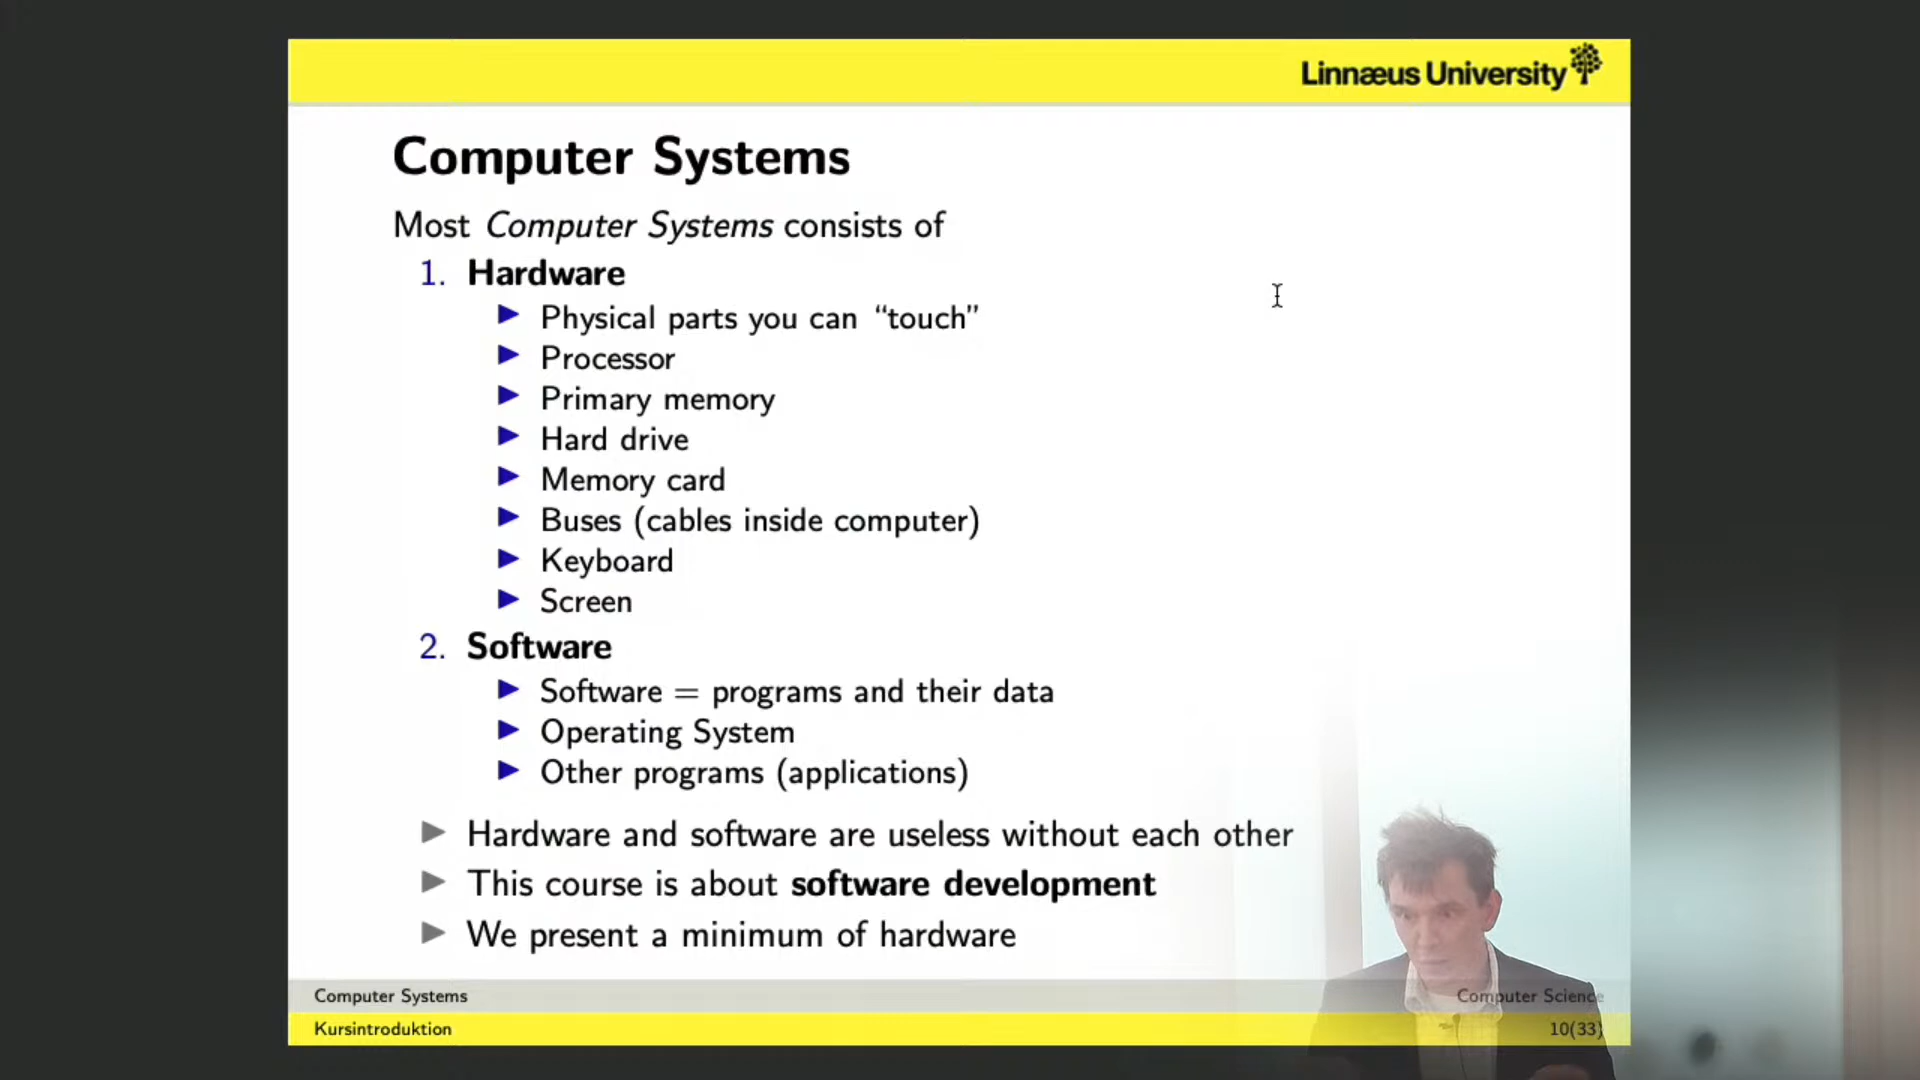 Linnæus University
Computer Systems
Most Computer Systems consists of
1. Hardware
▶ Physical parts you can “touch”
▶ Processor
▶ Primary memory
▶ Hard drive
▶ Memory card
▶ Buses (cables inside computer)
▶ Keyboard
▶ Screen
2. Software
▶ Software = programs and their data
▶ Operating System
▶ Other programs (applications)
▶ Hardware and software are useless without each other
▶ This course is about software development
▶ We present a minimum of hardware
Computer Systems
Computer Science
Kursintroduktion
10(33)